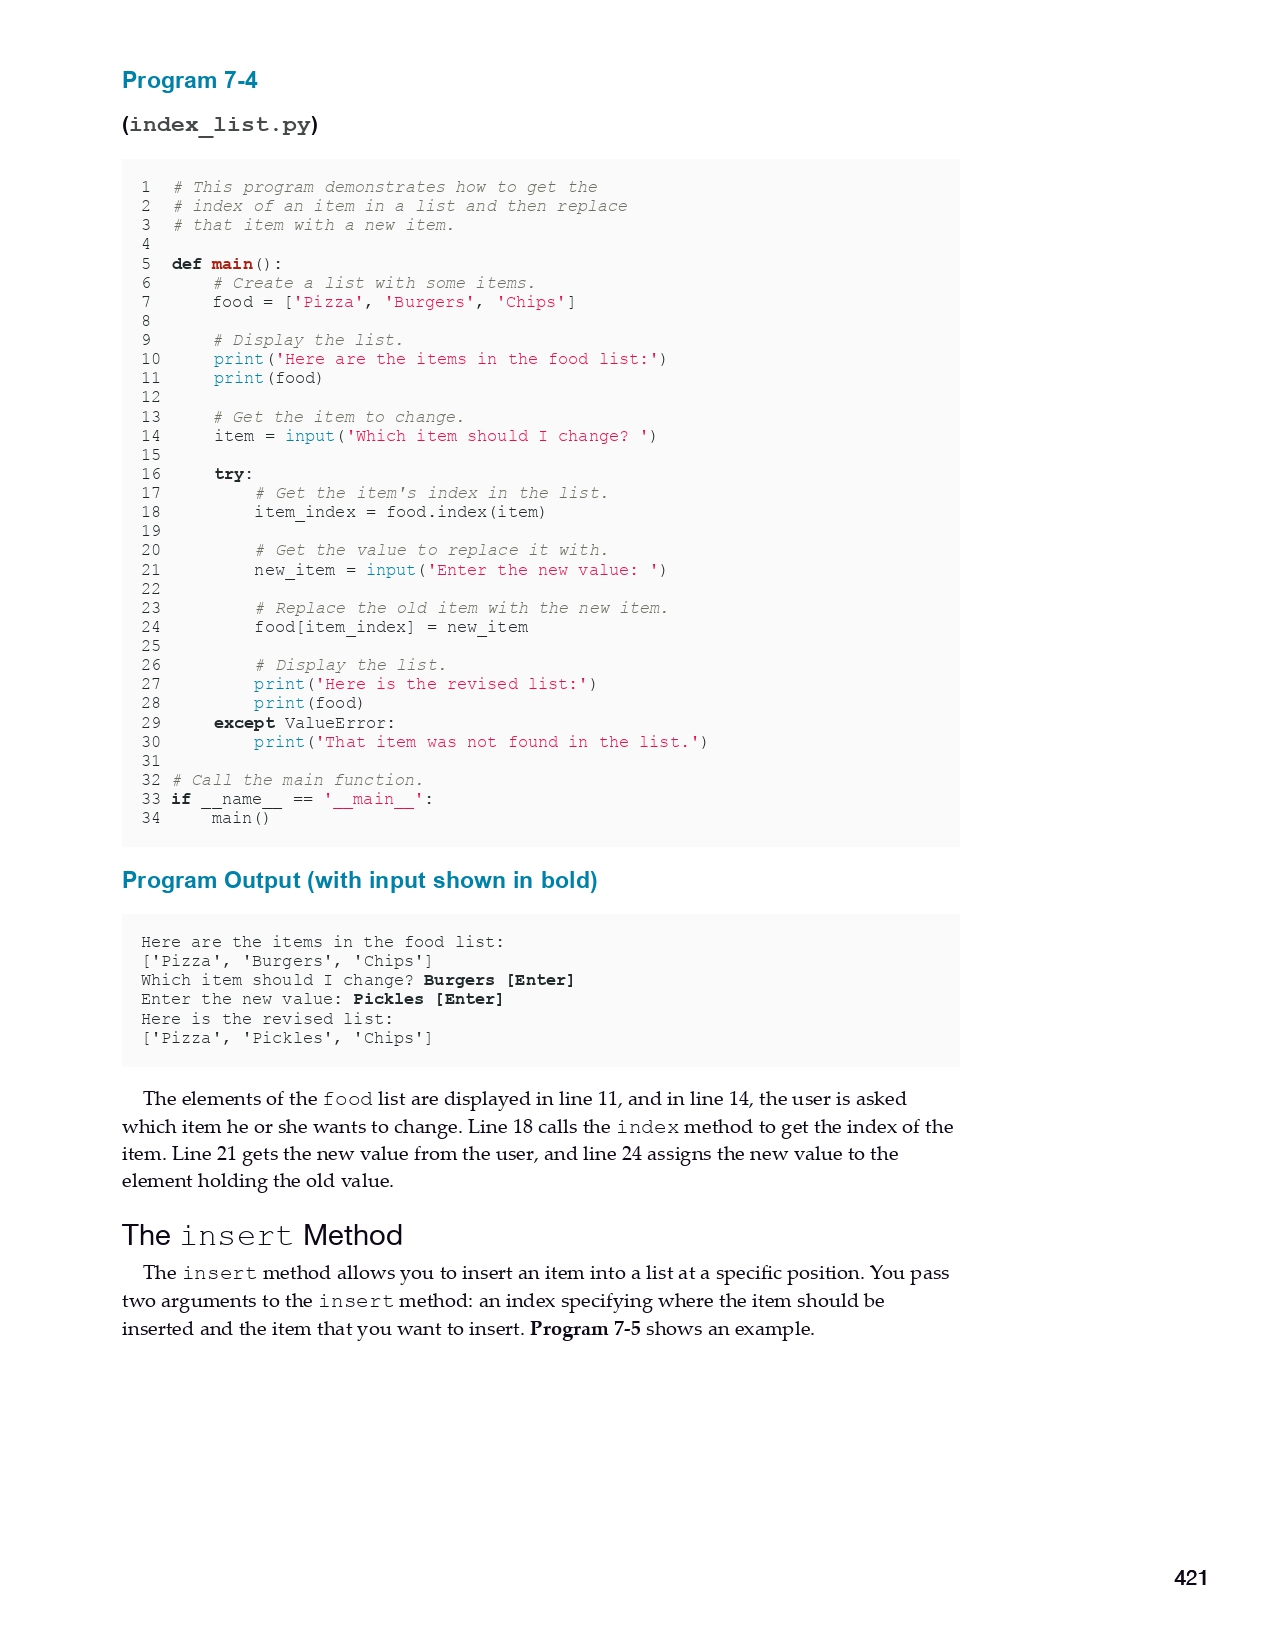 Program 7-4
(index_list.py)
1  # This program demonstrates how to get the
2  # index of an item in a list and then replace
3  # that item with a new item.
4
5  def main():
6      # Create a list with some items.
7      food = ['Pizza', 'Burgers', 'Chips']
8
9      # Display the list.
10     print('Here are the items in the food list:')
11     print(food)
12
13     # Get the item to change.
14     item = input('Which item should I change? ')
15
16     try:
17         # Get the item's index in the list.
18         item_index = food.index(item)
19
20         # Get the value to replace it with.
21         new_item = input('Enter the new value: ')
22
23         # Replace the old item with the new item.
24         food[item_index] = new_item
25
26         # Display the list.
27         print('Here is the revised list:')
28         print(food)
29     except ValueError:
30         print('That item was not found in the list.')
31
32 # Call the main function.
33 if __name__ == '__main__':
34     main()
Program Output (with input shown in bold)
Here are the items in the food list:
['Pizza', 'Burgers', 'Chips']
Which item should I change? Burgers [Enter]
Enter the new value: Pickles [Enter]
Here is the revised list:
['Pizza', 'Pickles', 'Chips']
The elements of the food list are displayed in line 11, and in line 14, the user is asked
which item he or she wants to change. Line 18 calls the index method to get the index of the
item. Line 21 gets the new value from the user, and line 24 assigns the new value to the
element holding the old value.
The insert Method
The insert method allows you to insert an item into a list at a specific position. You pass
two arguments to the insert method: an index specifying where the item should be
inserted and the item that you want to insert. Program 7-5 shows an example.
421